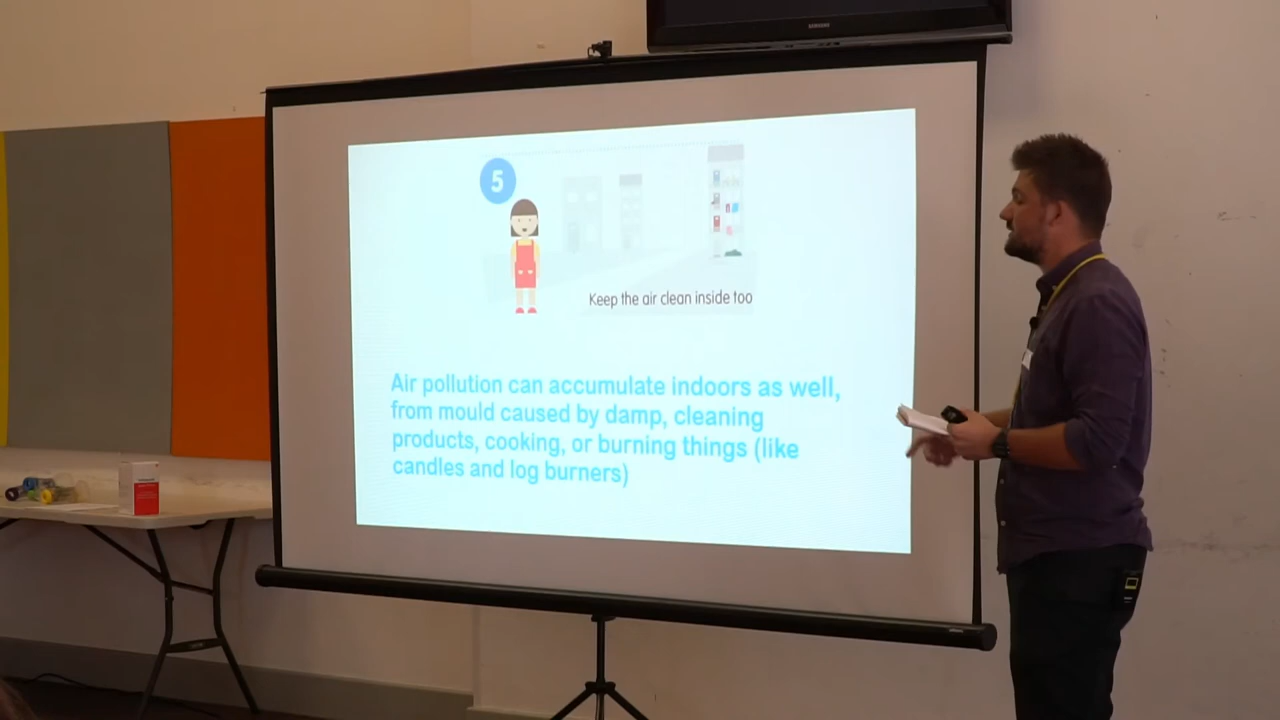 SAMSUNG
5
Keep the air clean inside too
Air pollution can accumulate indoors as well,
from mould caused by damp, cleaning
products, cooking, or burning things (like
candles and log burners)